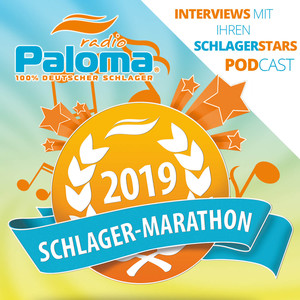 radio
Paloma®
100% DEUTSCHER SCHLAGER
INTERVIEWS MIT
IHREN
SCHLAGERSTARS
PODCAST
2019
SCHLAGER-MARATHON